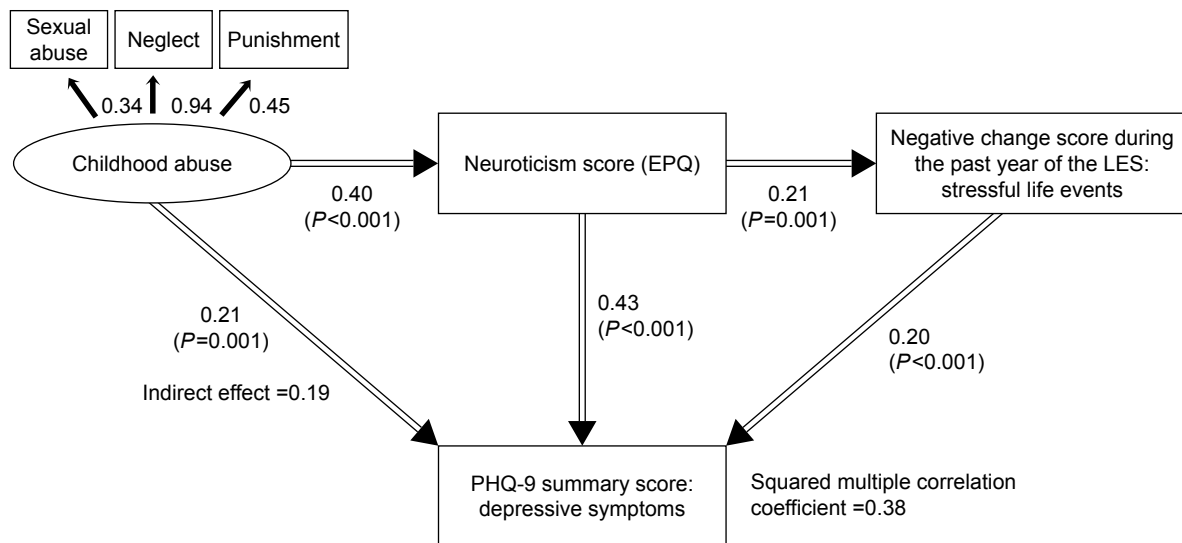 Sexual
abuse
Neglect
Punishment
0.34
0.94
0.45
Childhood abuse
Neuroticism score (EPQ)
Negative change score during
the past year of the LES:
stressful life events
0.40
(P<0.001)
0.21
(P=0.001)
0.21
(P=0.001)
0.43
(P<0.001)
0.20
(P<0.001)
Indirect effect =0.19
PHQ-9 summary score:
depressive symptoms
Squared multiple correlation
coefficient =0.38